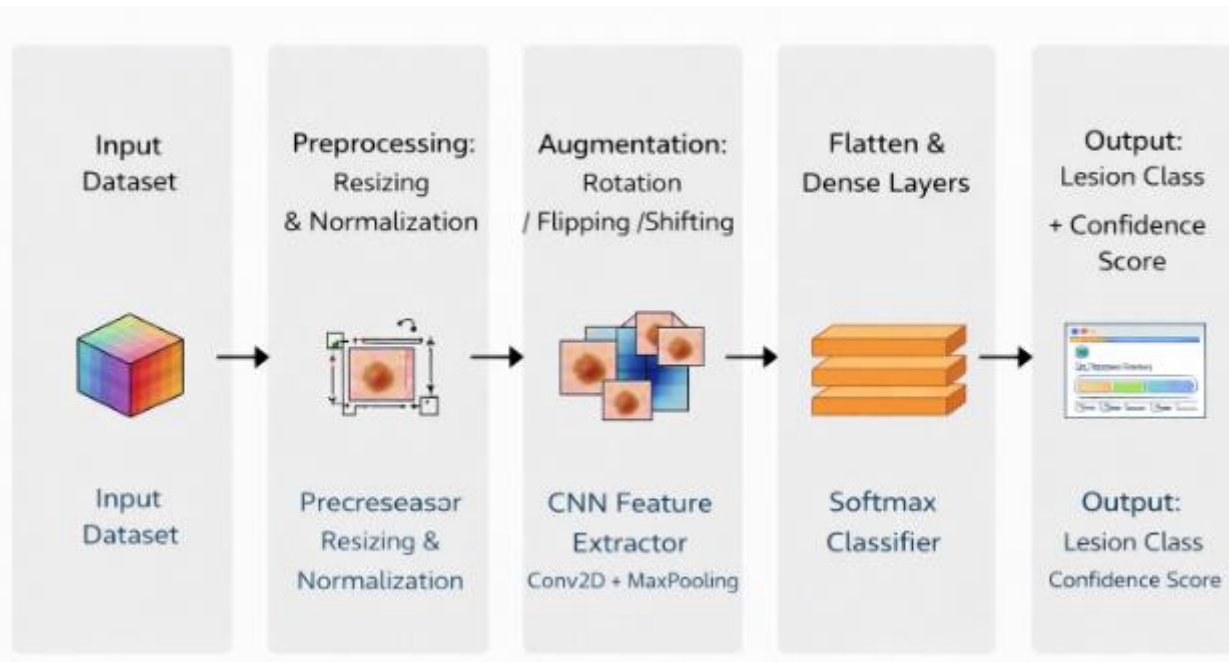 Input
Dataset
Preprocessing:
Resizing
& Normalization
Augmentation:
Rotation
/ Flipping /Shifting
Flatten &
Dense Layers
Output:
Lesion Class
+ Confidence
Score
Input
Dataset
Precreseasar
Resizing &
Normalization
CNN Feature
Extractor
Conv2D + MaxPooling
Softmax
Classifier
Output:
Lesion Class
Confidence Score